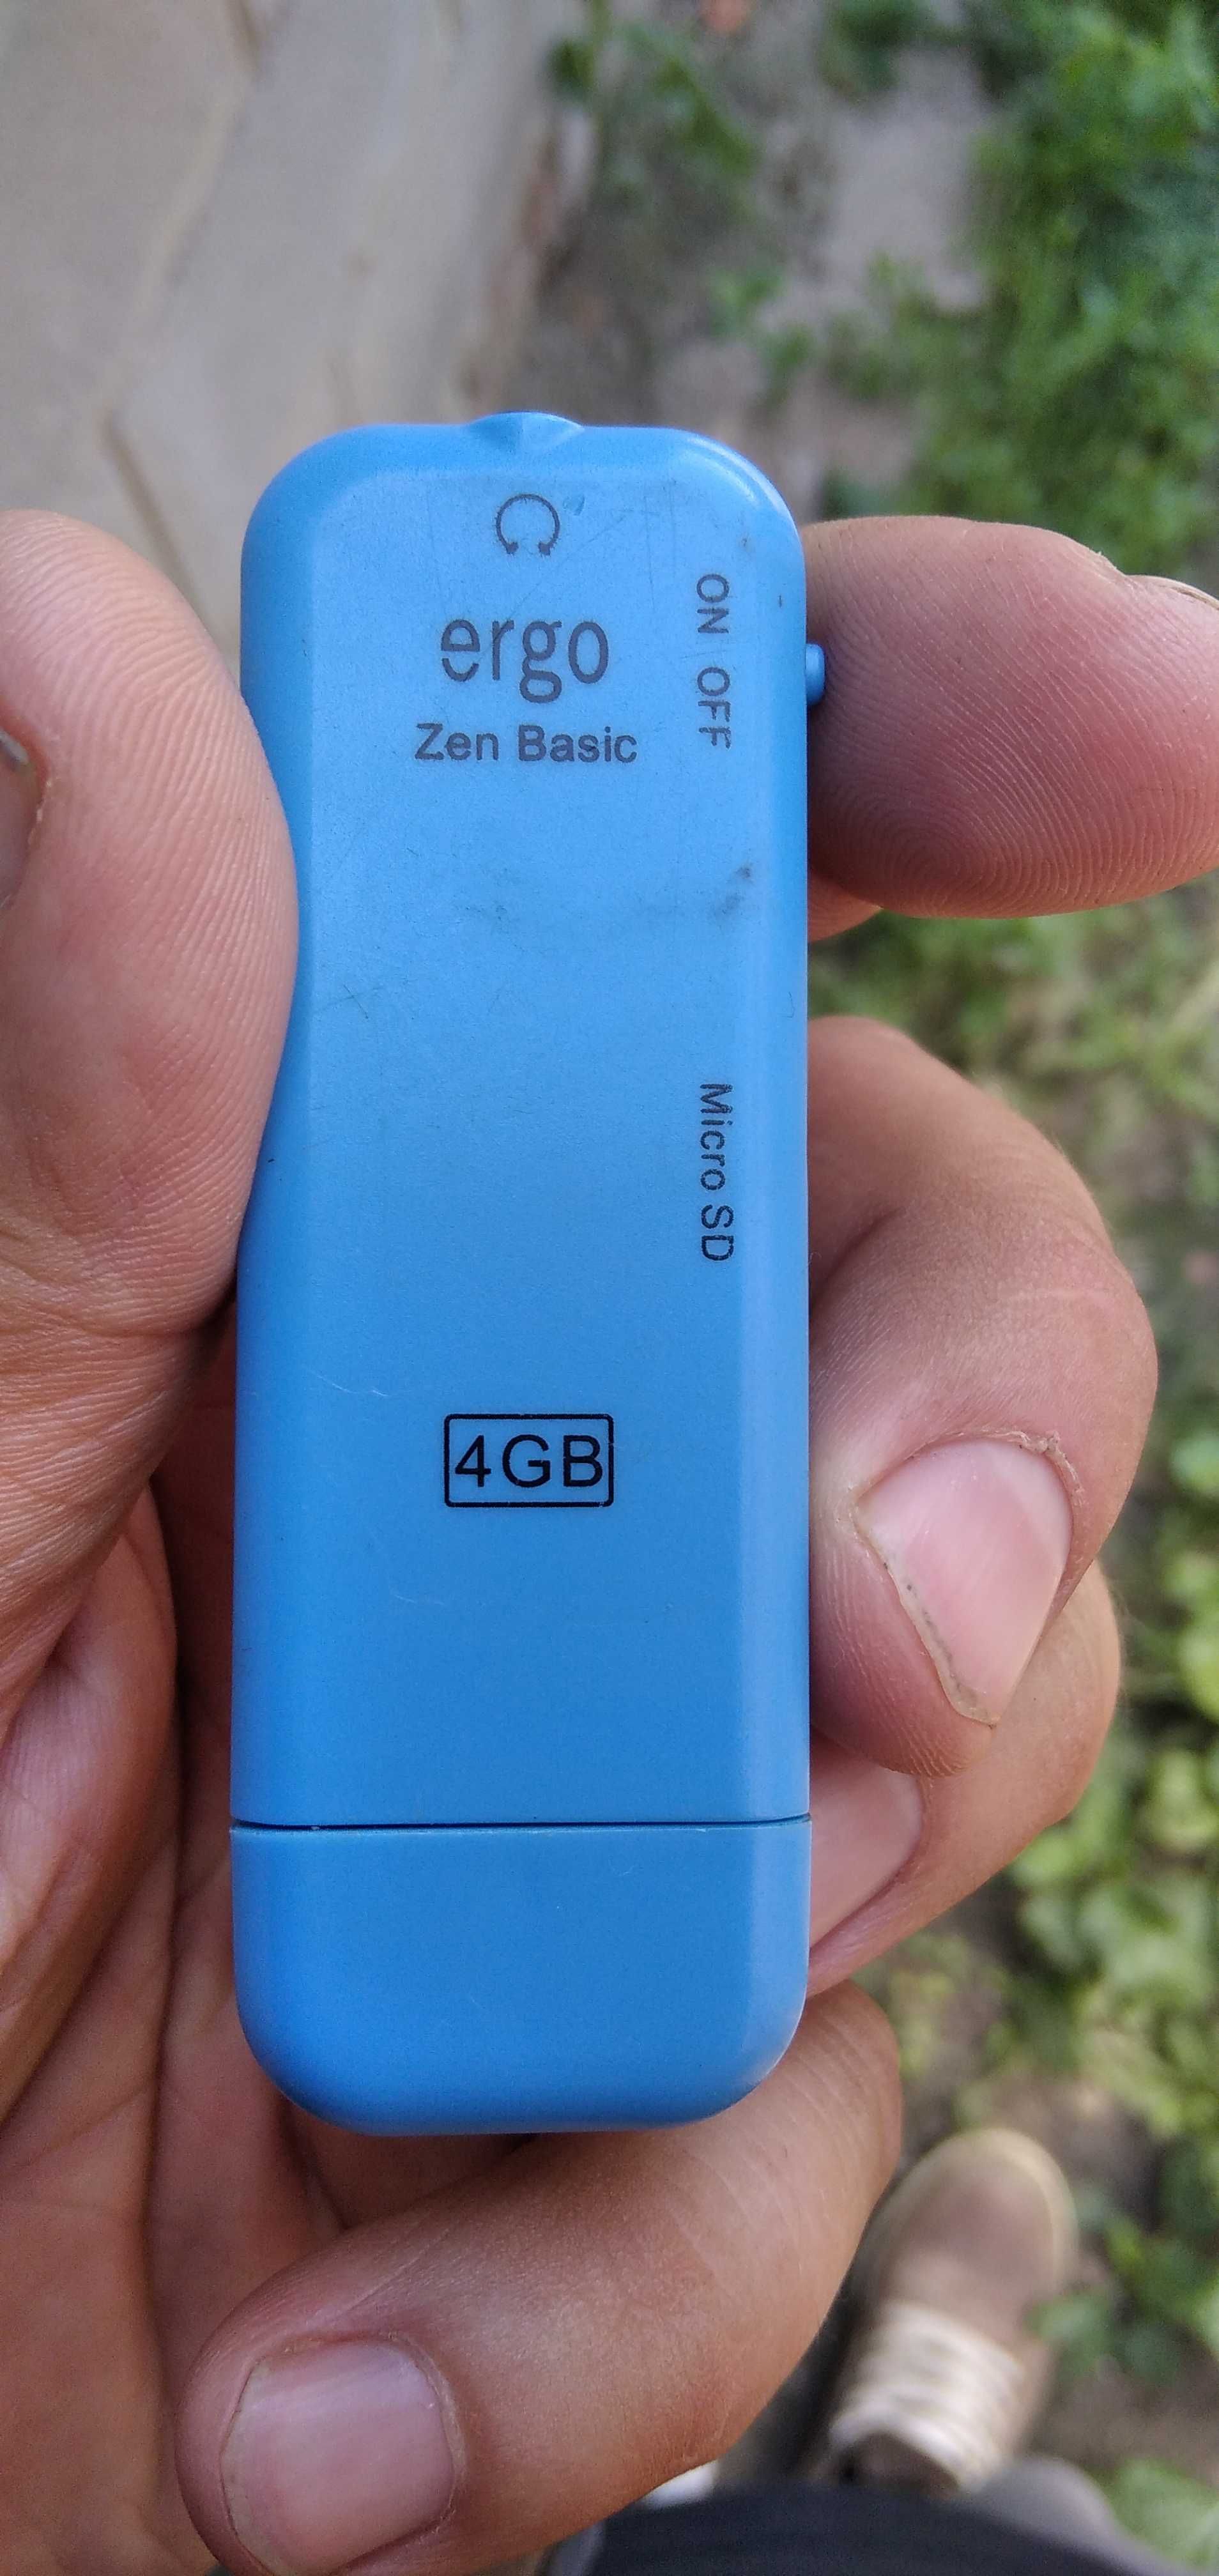 ergo
Zen Basic
ON OFF
Micro SD
4GB